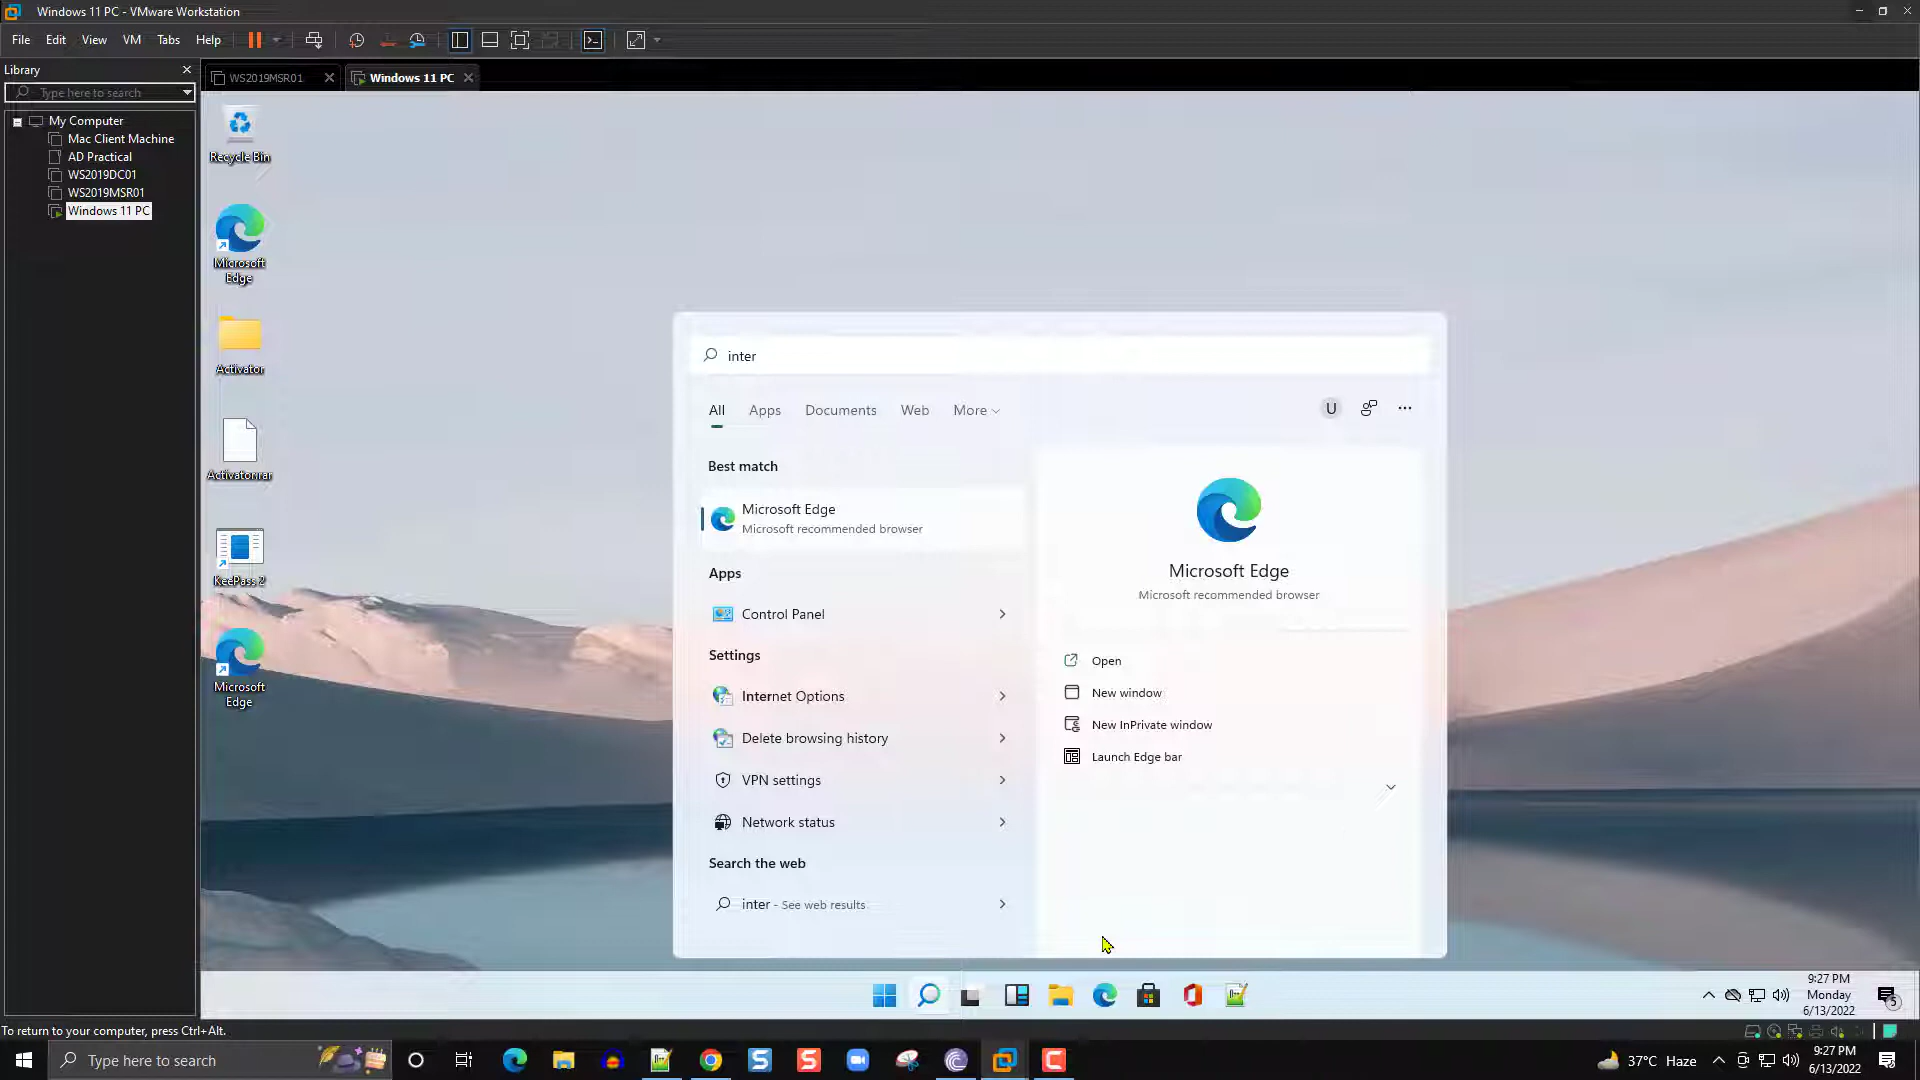 Windows 11 PC - VMware Workstation
File Edit View VM Tabs Help
Library
Type here to search
My Computer
Mac Client Machine
AD Practical
WS2019DC01
WS2019MSR01
Windows 11 PC
WS2019MSR01
Windows 11 PC
Recycle Bin
Microsoft
Edge
Activator
Activator.rar
KeePass 2
Microsoft
Edge
inter
All Apps Documents Web More
U
Best match
Microsoft Edge
Microsoft recommended browser
Apps
Control Panel
Settings
Internet Options
Delete browsing history
VPN settings
Network status
Search the web
inter - See web results
Microsoft Edge
Microsoft recommended browser
Open
New window
New InPrivate window
Launch Edge bar
9:27 PM
Monday
6/13/2022
5
To return to your computer, press Ctrl+Alt.
Type here to search
37°C Haze
9:27 PM
6/13/2022